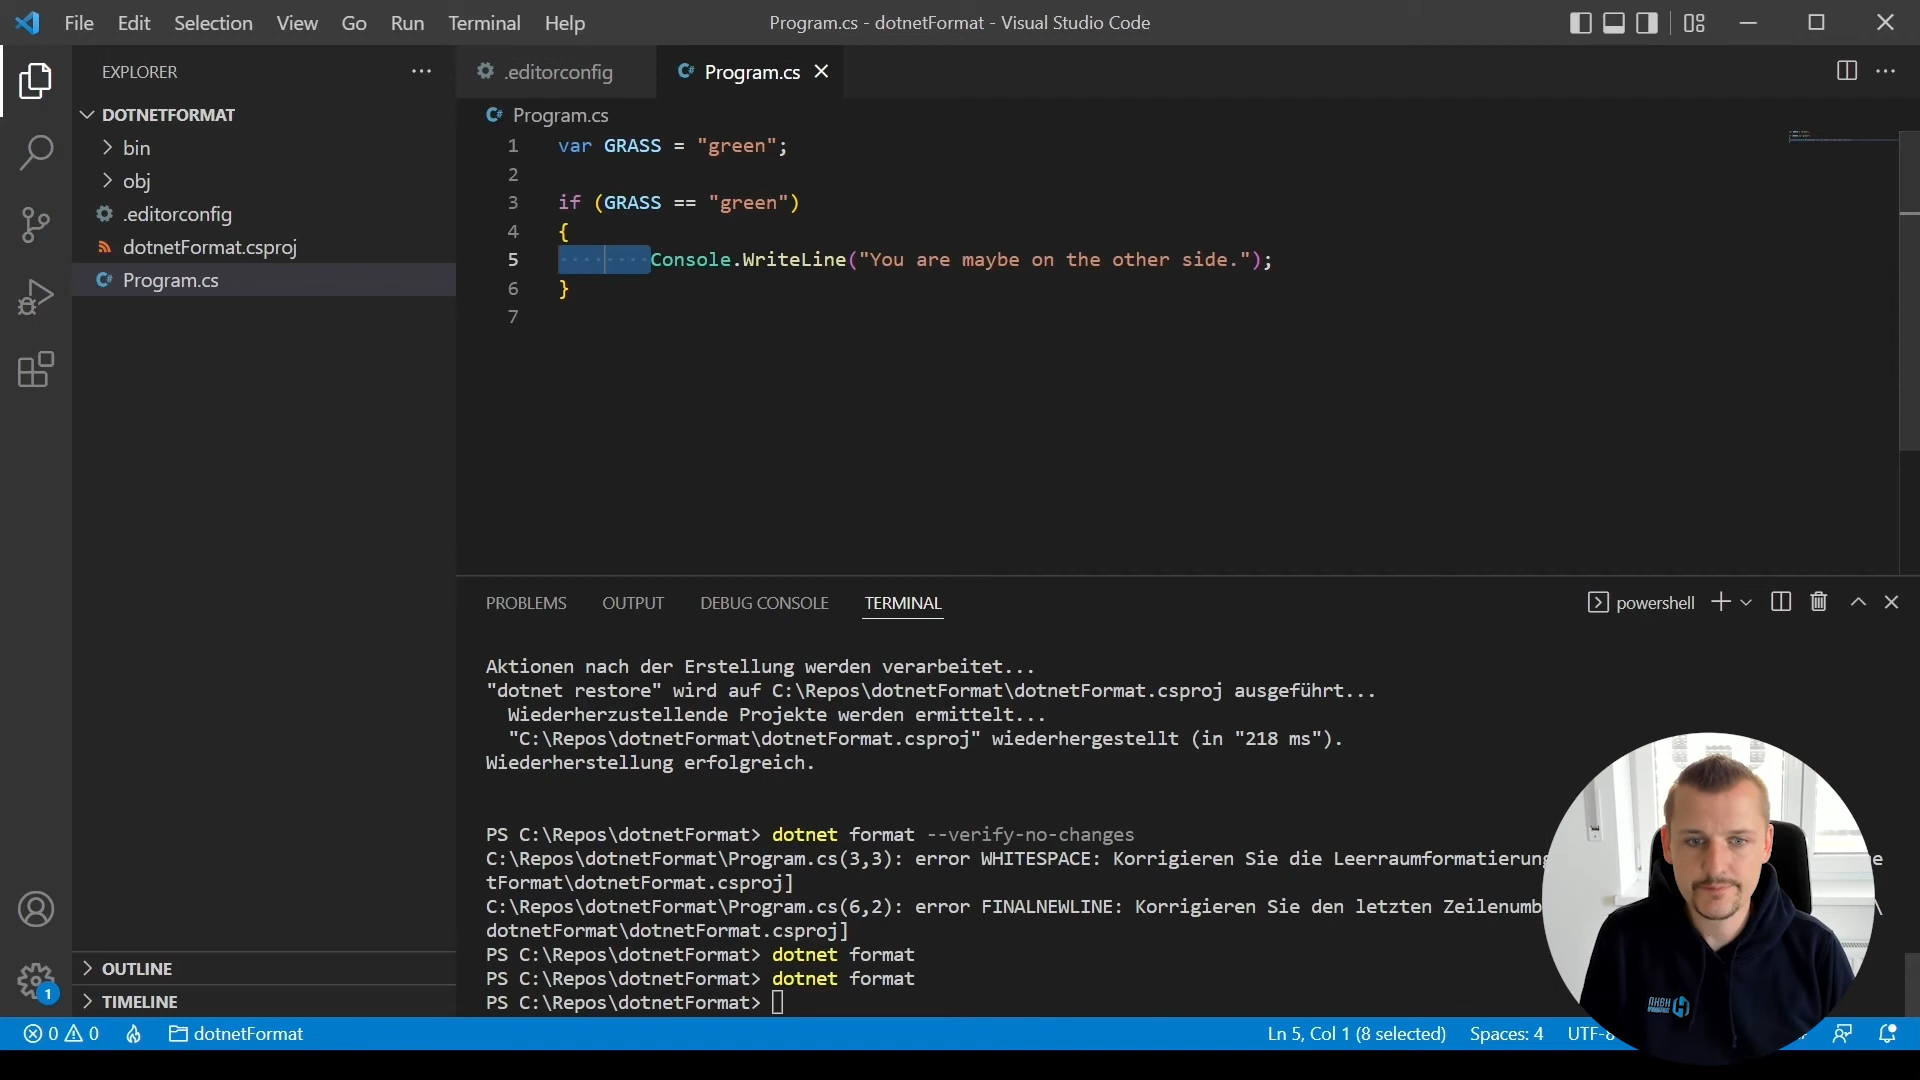 File Edit Selection View Go Run Terminal Help
Program.cs - dotnetFormat - Visual Studio Code
EXPLORER
DOTNETFORMAT
bin
obj
.editorconfig
dotnetFormat.csproj
Program.cs
OUTLINE
TIMELINE
1
.editorconfig
Program.cs
Program.cs
1 var GRASS = "green";
2
3 if (GRASS == "green")
4 {
5 Console.WriteLine("You are maybe on the other side.");
6 }
7
PROBLEMS OUTPUT DEBUG CONSOLE TERMINAL
powershell
Aktionen nach der Erstellung werden verarbeitet...
"dotnet restore" wird auf C:\Repos\dotnetFormat\dotnetFormat.csproj ausgeführt...
Wiederherzustellende Projekte werden ermittelt...
"C:\Repos\dotnetFormat\dotnetFormat.csproj" wiederhergestellt (in "218 ms").
Wiederherstellung erfolgreich.
PS C:\Repos\dotnetFormat> dotnet format --verify-no-changes
C:\Repos\dotnetFormat\Program.cs(3,3): error WHITESPACE: Korrigieren Sie die Leerraumformatierung
tFormat\dotnetFormat.csproj]
C:\Repos\dotnetFormat\Program.cs(6,2): error FINALNEWLINE: Korrigieren Sie den letzten
dotnetFormat\dotnetFormat.csproj]
PS C:\Repos\dotnetFormat> dotnet format
PS C:\Repos\dotnetFormat> dotnet format
PS C:\Repos\dotnetFormat>
0 0 dotnetFormat
Ln 5, Col 1 (8 selected) Spaces: 4 UTF-8